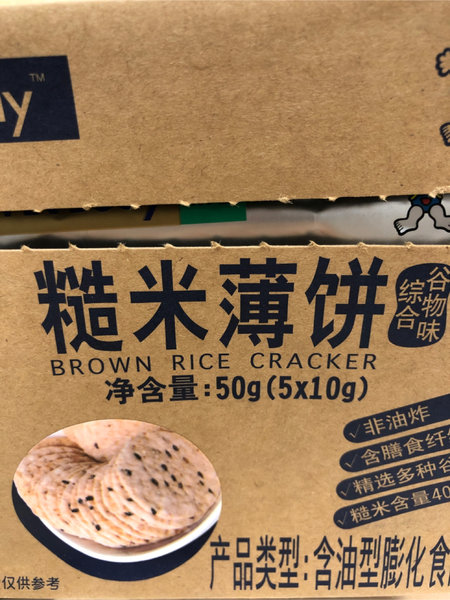 ™
糙米薄饼
综合
谷物味
BROWN RICE CRACKER
净含量:50g(5x10g)
✓非油炸
✓含膳食纤
✓精选多种
✓糙米含量40
产品类型:含油型膨化食
仅供参考